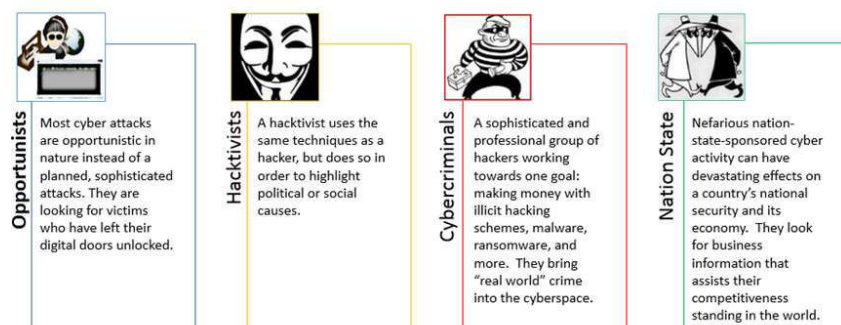 Opportunists
Most cyber attacks
are opportunistic in
nature instead of a
planned, sophisticated
attacks. They are
looking for victims
who have left their
digital doors unlocked.
Hacktivists
A hacktivist uses the
same techniques as a
hacker, but does so in
order to highlight
political or social
causes.
Cybercriminals
A sophisticated and
professional group of
hackers working
towards one goal:
making money with
illicit hacking
schemes, malware,
ransomware, and
more. They bring
“real world” crime
into the cyberspace.
Nation State
Nefarious nation-
state-sponsored cyber
activity can have
devastating effects on
a country’s national
security and its
economy. They look
for business
information that
assists their
competitiveness
standing in the world.